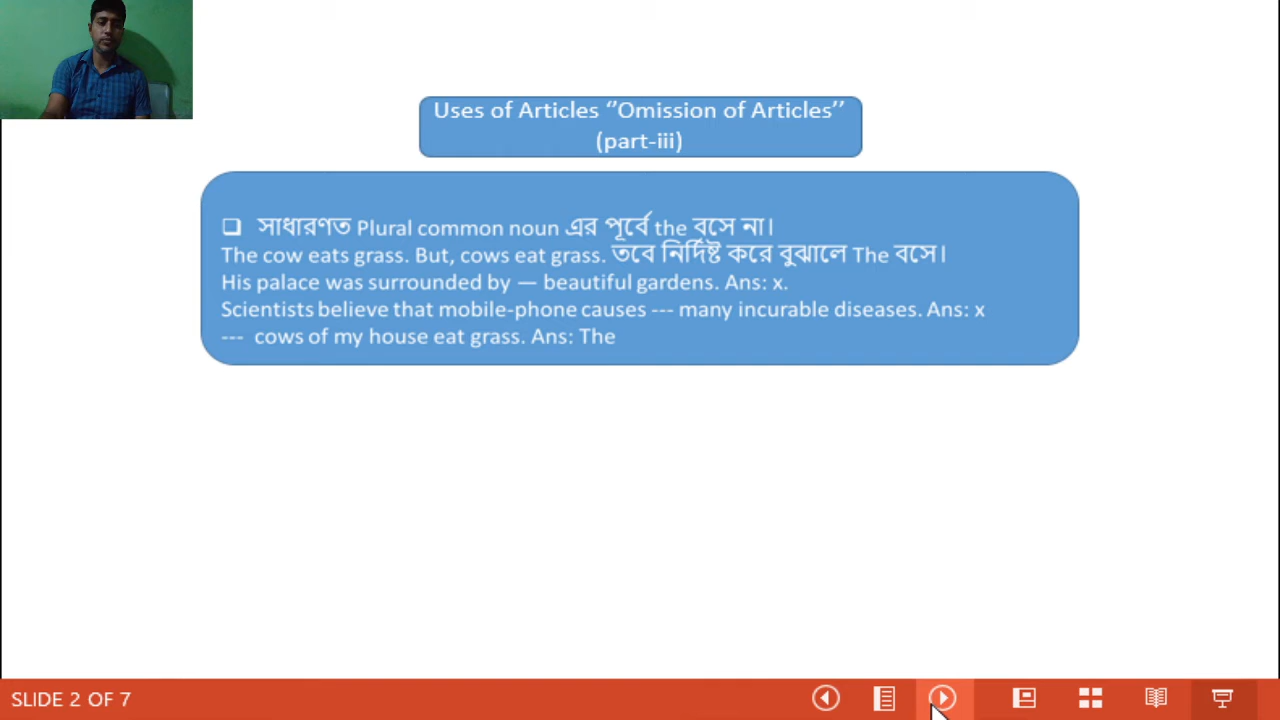 Uses of Articles ‘’Omission of Articles’’
(part-iii)
❑ সাধারণত Plural common noun এর পূর্বে the বসে না।
The cow eats grass. But, cows eat grass. তবে নির্দিষ্ট করে বুঝালে The বসে।
His palace was surrounded by — beautiful gardens. Ans: x.
Scientists believe that mobile-phone causes --- many incurable diseases. Ans: x
--- cows of my house eat grass. Ans: The
SLIDE 2 OF 7